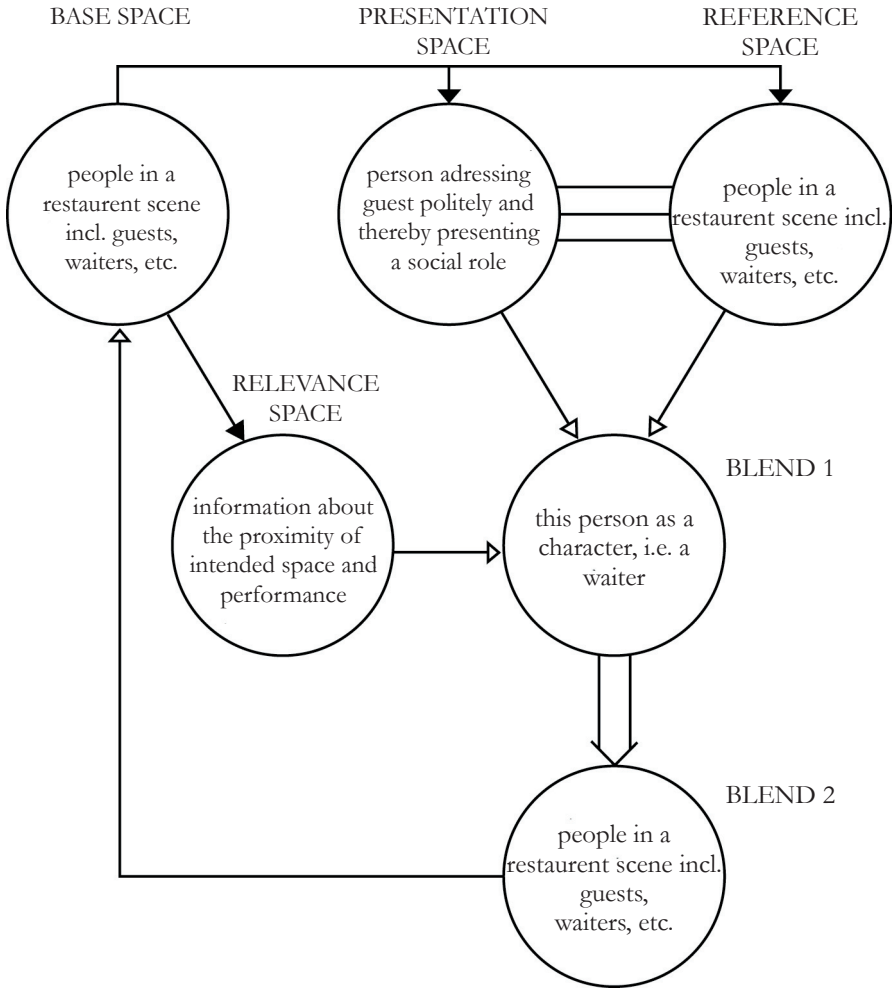 BASE SPACE
PRESENTATION
SPACE
REFERENCE
SPACE
people in a
restaurent scene
incl. guests,
waiters, etc.
person adressing
guest politely and
thereby presenting
a social role
people in a
restaurent scene incl.
guests,
waiters, etc.
RELEVANCE
SPACE
information about
the proximity of
intended space and
performance
BLEND 1
this person as a
character, i.e. a
waiter
BLEND 2
people in a
restaurent scene incl.
guests,
waiters, etc.